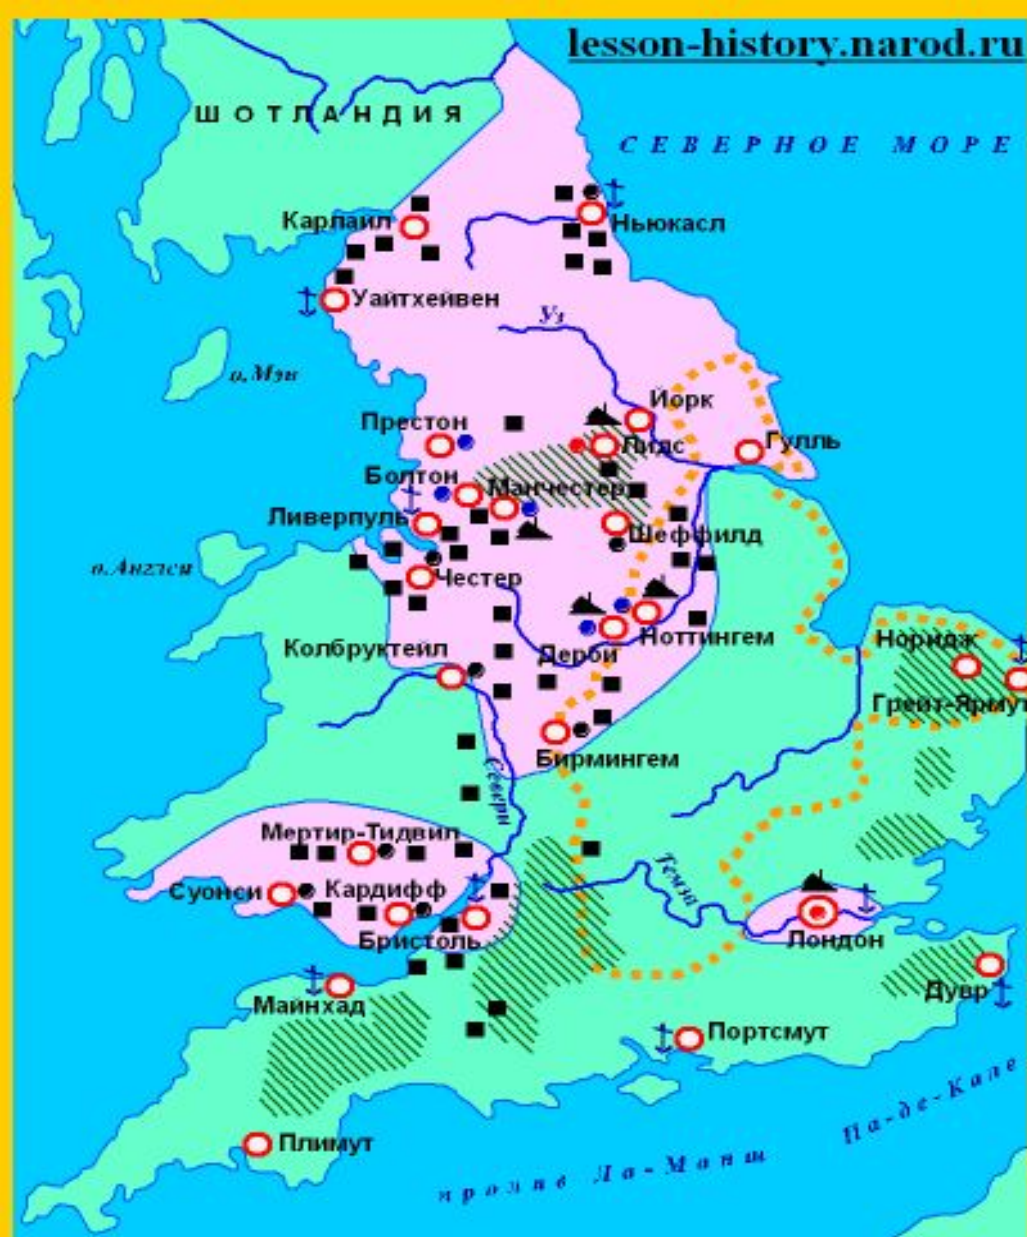 lesson-history.narod.ru
ШОТЛАНДИЯ
СЕВЕРНОЕ МОРЕ
Карлаил
Ньюкасл
Уайтхейвен
Уз
о.Мэн
Йорк
Престон
Лидс
Гулль
Болтон
Манчестер
Ливерпуль
Шеффилд
о.Англси
Честер
Ноттингем
Норидж
Колбруктейл
Дерби
Грейт-Ярмут
Бирмингем
Северн
Мертир-Тидвил
Темза
Суонси
Кардифф
Бристоль
Лондон
Майнхад
Дувр
Портсмут
Па-де-Кале
Плимут
пролив Ла-Манш